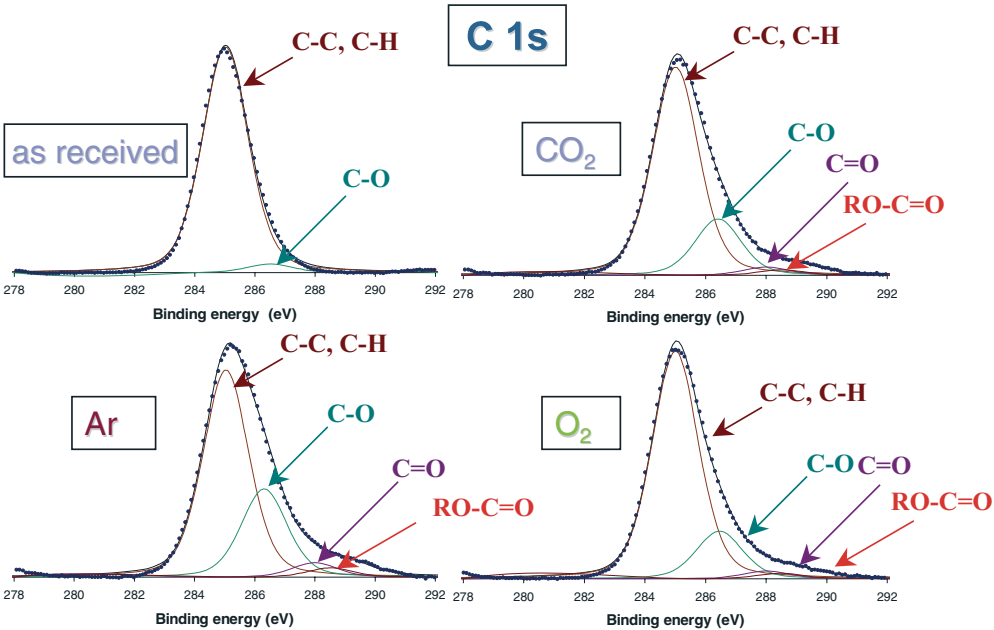 C 1s
C-C, C-H
as received
C-O
278 280 282 284 286 288 290 292
Binding energy (eV)
C-C, C-H
CO₂
C-O
C=O
RO-C=O
278 280 282 284 286 288 290 292
Binding energy (eV)
C-C, C-H
Ar
C-O
C=O
RO-C=O
278 280 282 284 286 288 290 292
Binding energy (eV)
C-C, C-H
O₂
C-O C=O
RO-C=O
278 280 282 284 286 288 290 292
Binding energy (eV)